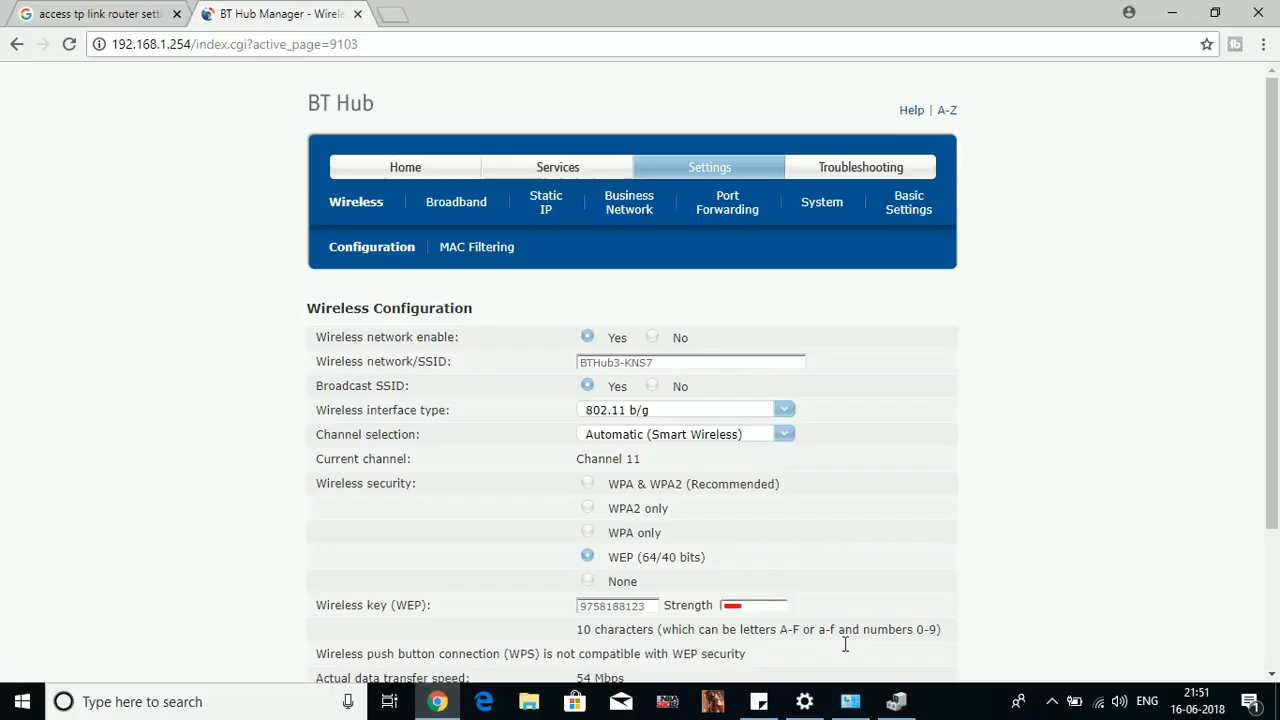 access tp link router setti
BT Hub Manager - Wirele
192.168.1.254/index.cgi?active_page=9103
BT Hub
Help | A-Z
Home Services Settings Troubleshooting
Wireless Broadband Static IP Business Network Port Forwarding System Basic Settings
Configuration MAC Filtering
Wireless Configuration
Wireless network enable: Yes No
Wireless network/SSID: BTHub3-KNS7
Broadcast SSID: Yes No
Wireless interface type: 802.11 b/g
Channel selection: Automatic (Smart Wireless)
Current channel: Channel 11
Wireless security: WPA & WPA2 (Recommended)
WPA2 only
WPA only
WEP (64/40 bits)
None
Wireless key (WEP): 9758188123 Strength
10 characters (which can be letters A-F or a-f and numbers 0-9)
Wireless push button connection (WPS) is not compatible with WEP security
Actual data transfer speed: 54 Mbps
Type here to search
ENG
21:51
16-06-2018
1